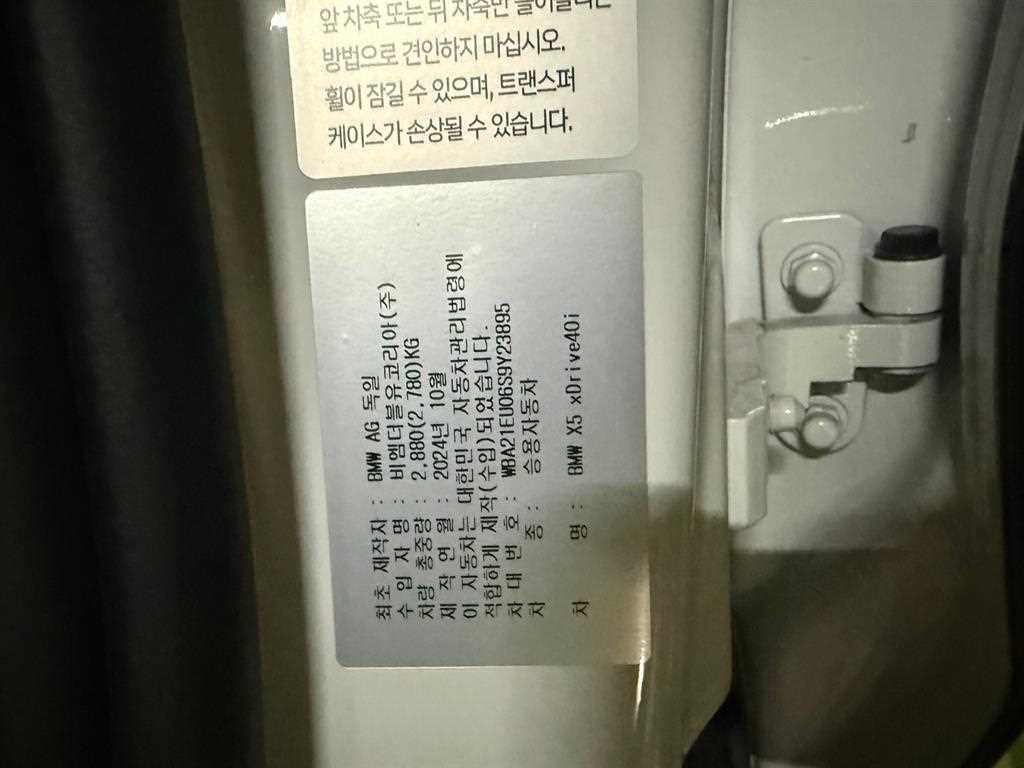 앞 차축 또는 뒤 차축만 들어올리는
방법으로 견인하지 마십시오.
휠이 잠길 수 있으며, 트랜스퍼
케이스가 손상될 수 있습니다.
최초 제작자 : BMW AG 독일
수 입 자 명 : 비엠더블유코리아(주)
차량 총중량 : 2,880(2,780)KG
제 작 연 월 : 2024년 10월
이 자동차는 대한민국 자동차관리법령에
적합하게 제작(수입)되었습니다.
차 대 번 호 : WBA21EU06S9Y23895
차 종 : 승용자동차
차 명 : BMW X5 xDrive40i